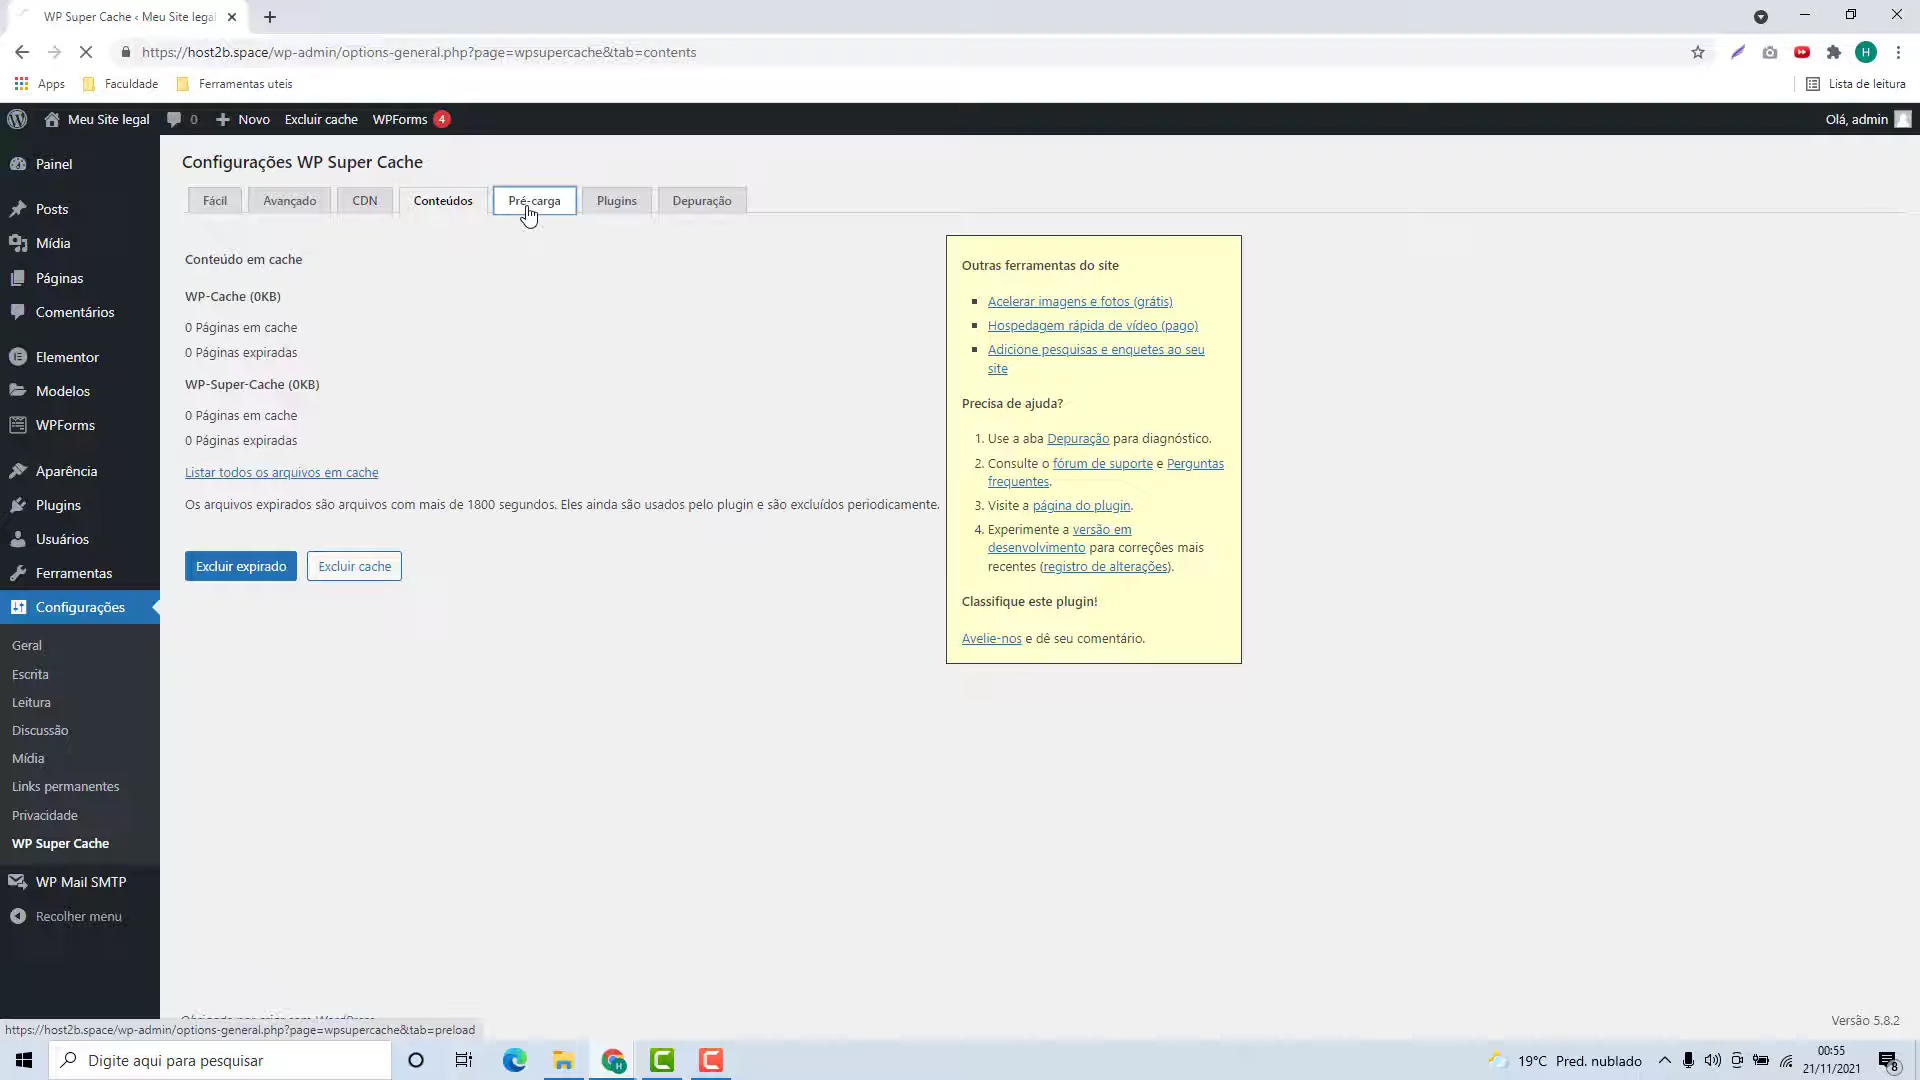 WP Super Cache ‹ Meu Site legal
https://host2b.space/wp-admin/options-general.php?page=wpsupercache&tab=contents
H
Apps
Faculdade
Ferramentas uteis
Lista de leitura
Meu Site legal
0
Novo
Excluir cache
WPForms
4
Olá, admin
Painel
Posts
Mídia
Páginas
Comentários
Elementor
Modelos
WPForms
Aparência
Plugins
Usuários
Ferramentas
Configurações
Geral
Escrita
Leitura
Discussão
Mídia
Links permanentes
Privacidade
WP Super Cache
WP Mail SMTP
Recolher menu
Configurações WP Super Cache
Fácil
Avançado
CDN
Conteúdos
Pré-carga
Plugins
Depuração
Conteúdo em cache
WP-Cache (0KB)
0 Páginas em cache
0 Páginas expiradas
WP-Super-Cache (0KB)
0 Páginas em cache
0 Páginas expiradas
Listar todos os arquivos em cache
Os arquivos expirados são arquivos com mais de 1800 segundos. Eles ainda são usados pelo plugin e são excluídos periodicamente.
Excluir expirado
Excluir cache
Outras ferramentas do site
Acelerar imagens e fotos (grátis)
Hospedagem rápida de vídeo (pago)
Adicione pesquisas e enquetes ao seu
site
Precisa de ajuda?
1. Use a aba Depuração para diagnóstico.
2. Consulte o fórum de suporte e Perguntas
frequentes.
3. Visite a página do plugin.
4. Experimente a versão em
desenvolvimento para correções mais
recentes (registro de alterações).
Classifique este plugin!
Avelie-nos e dê seu comentário.
Versão 5.8.2
https://host2b.space/wp-admin/options-general.php?page=wpsupercache&tab=preload
Digite aqui para pesquisar
19°C Pred. nublado
00:55
21/11/2021
8